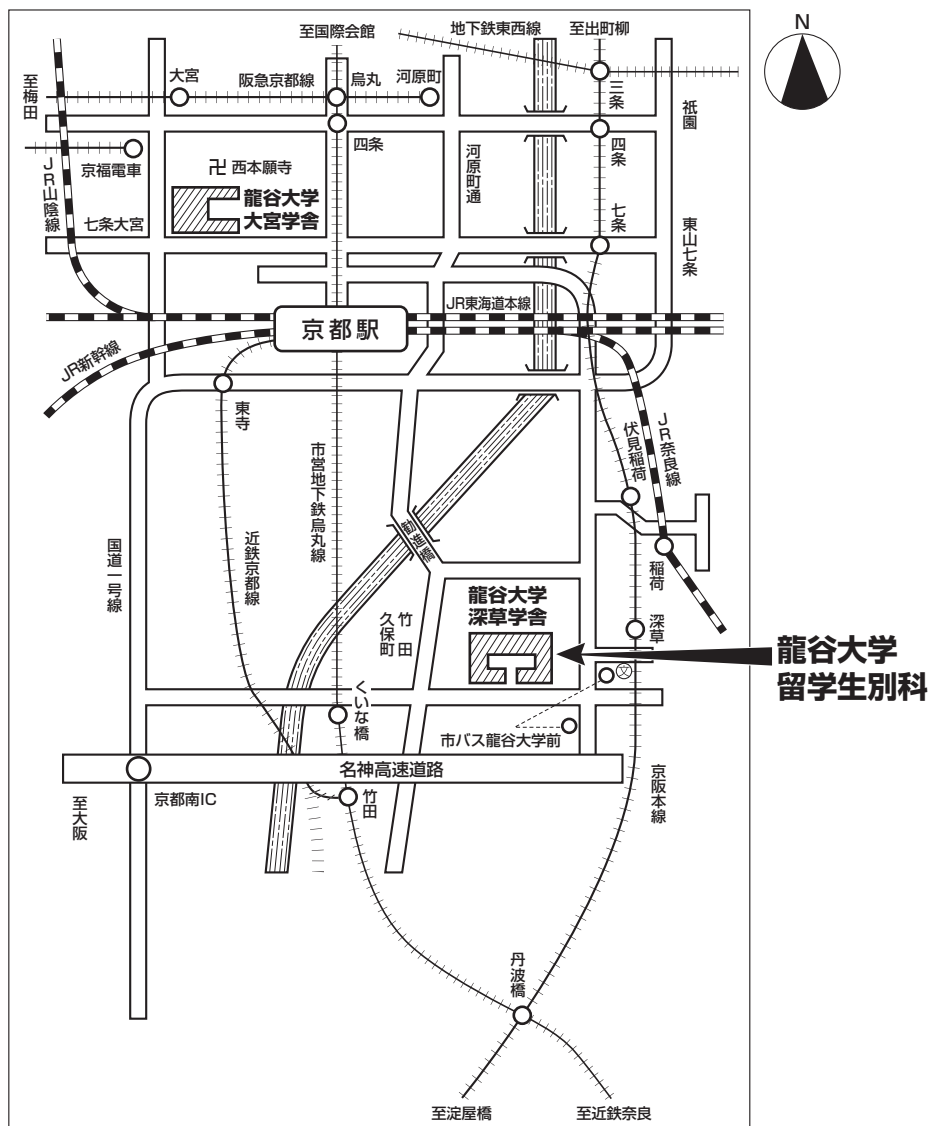 至国際会館
地下鉄東西線
至出町柳
N
至梅田
大宮
阪急京都線
烏丸
河原町
三条
祇園
京福電車
四条
四条
河原町通
JR山陰線
卍西本願寺
龍谷大学
大宮学舎
七条大宮
七条
東山七条
JR東海道本線
京都駅
JR新幹線
東寺
伏見稲荷
JR奈良線
市営地下鉄烏丸線
勧進橋
国道一号線
近鉄京都線
稲荷
龍谷大学
深草学舎
竹田
久保町
深草
龍谷大学
留学生別科
文
くいな橋
市バス龍谷大学前
名神高速道路
京都南IC
至大阪
竹田
京阪本線
丹波橋
至淀屋橋
至近鉄奈良